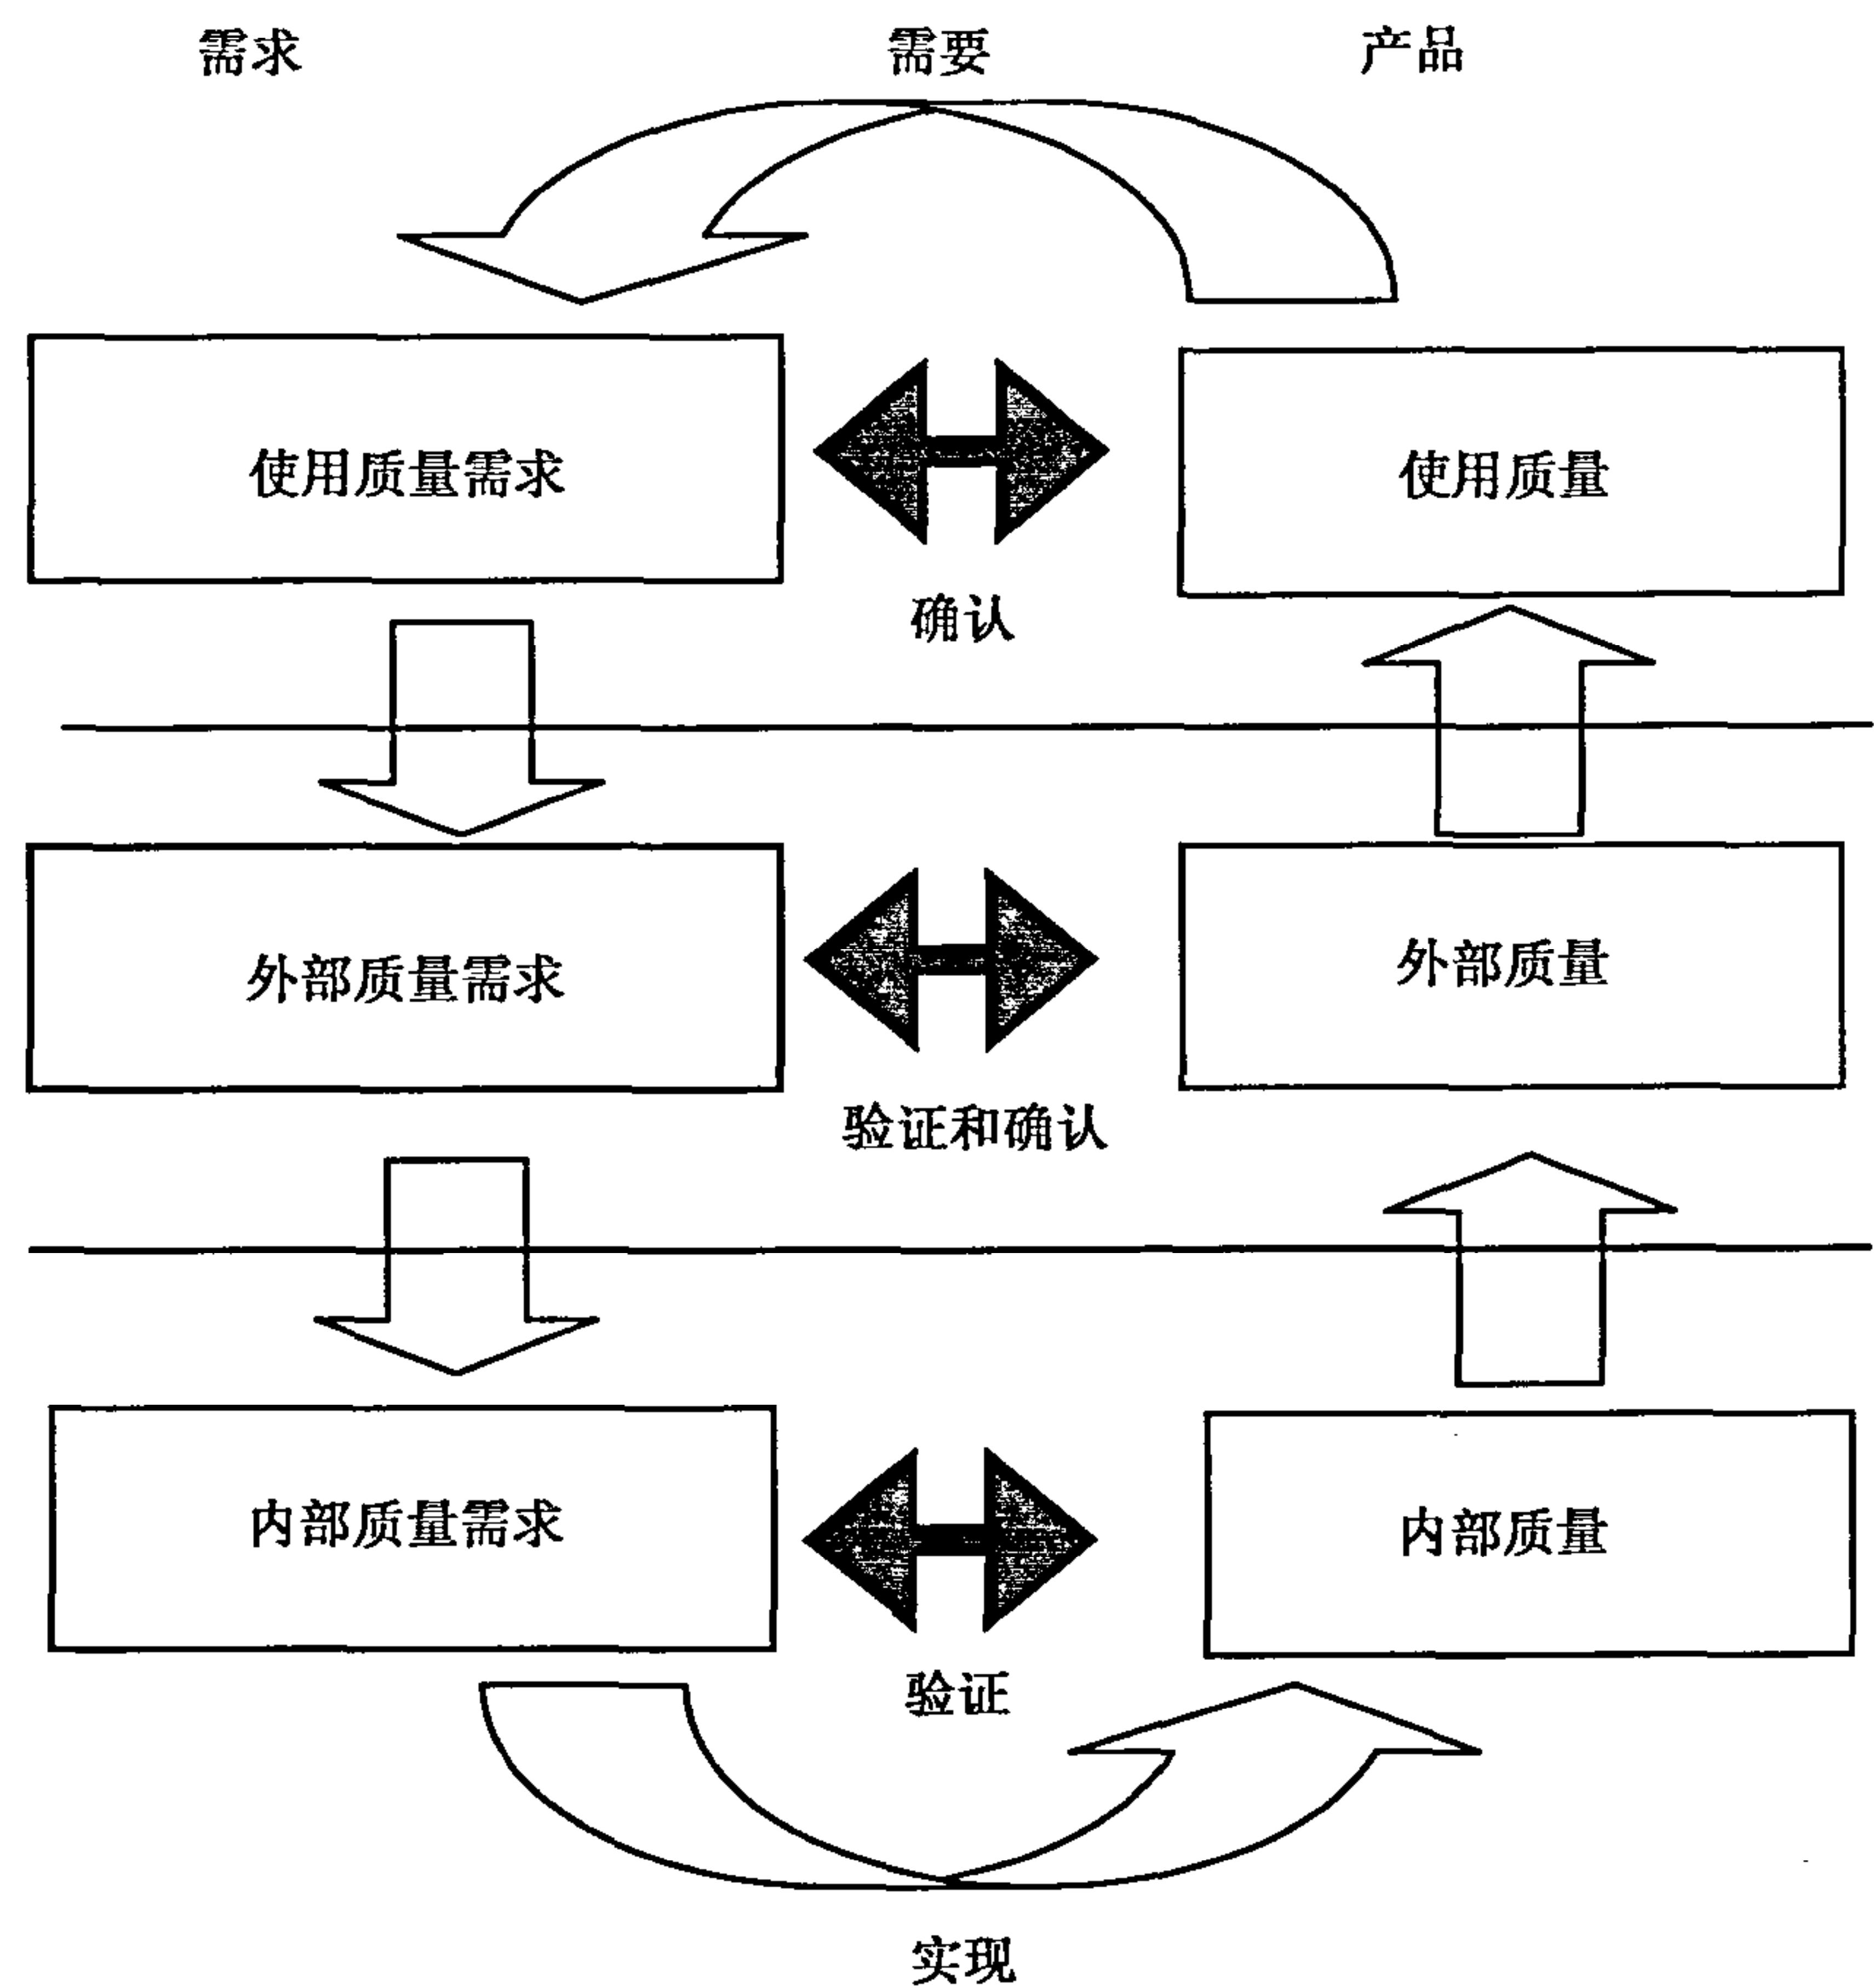 需求 需要 产品
使用质量需求 使用质量
确认
外部质量需求 外部质量
验证和确认
内部质量需求 内部质量
验证
实现